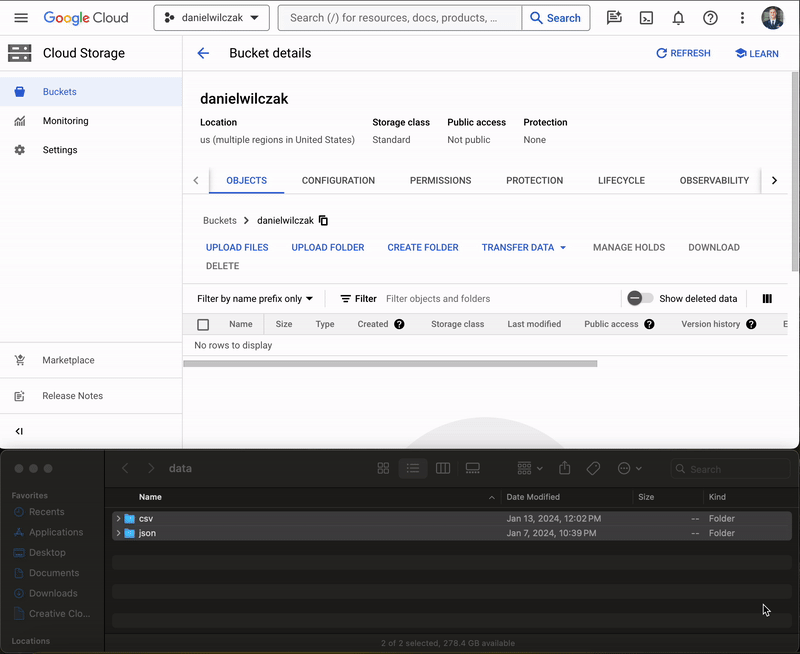 Google Cloud danielwilczak Search (/) for resources, docs, products, ... Search
Cloud Storage
Bucket details REFRESH LEARN
Buckets
Monitoring
Settings
danielwilczak
Location Storage class Public access Protection
us (multiple regions in United States) Standard Not public None
OBJECTS CONFIGURATION PERMISSIONS PROTECTION LIFECYCLE OBSERVABILITY
Buckets > danielwilczak
UPLOAD FILES UPLOAD FOLDER CREATE FOLDER TRANSFER DATA MANAGE HOLDS DOWNLOAD
DELETE
Filter by name prefix only Filter Filter objects and folders Show deleted data
Name Size Type Created Storage class Last modified Public access Version history E
No rows to display
Marketplace
Release Notes
data Search
Favorites
Recents
Applications
Desktop
Documents
Downloads
Creative Clo...
Locations
Name Date Modified Size Kind
csv Jan 13, 2024, 12:02 PM -- Folder
json Jan 7, 2024, 10:39 PM -- Folder
2 of 2 selected, 278.4 GB available